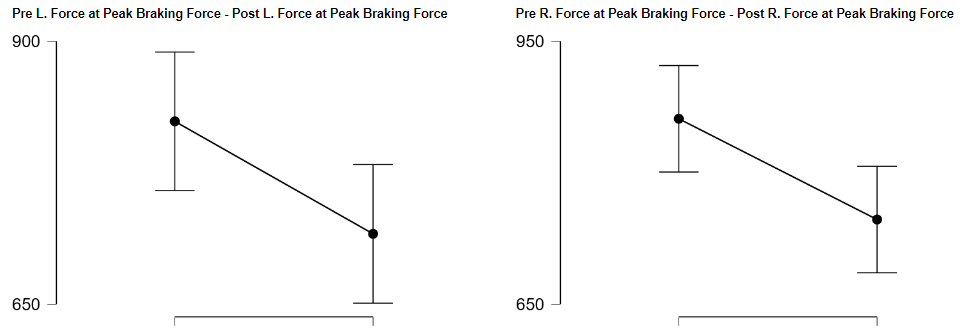 Pre L. Force at Peak Braking Force - Post L. Force at Peak Braking Force
900
650
Pre R. Force at Peak Braking Force - Post R. Force at Peak Braking Force
950
650